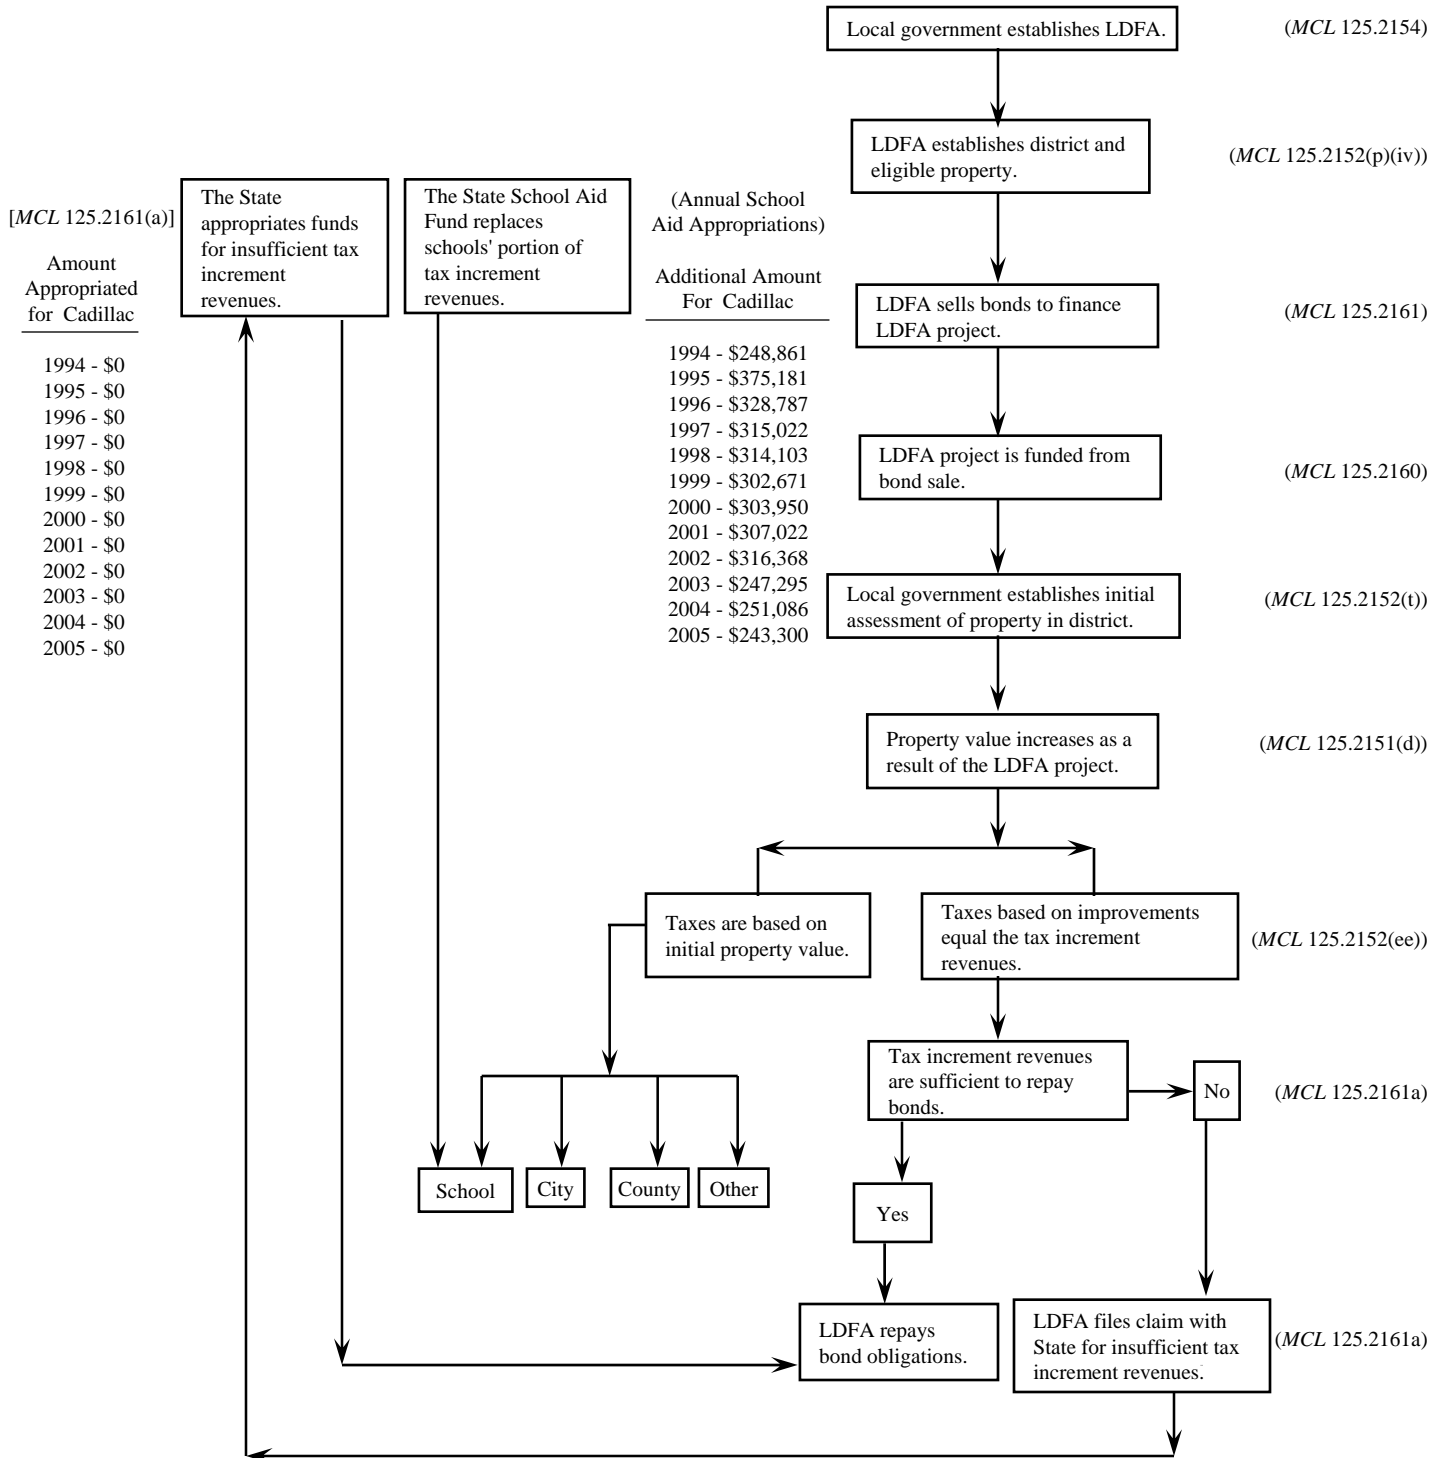 Local government establishes LDFA.
(MCL 125.2154)
LDFA establishes district and
eligible property.
(MCL 125.2152(p)(iv))
[MCL 125.2161(a)]
Amount
Appropriated
for Cadillac
1994 - $0
1995 - $0
1996 - $0
1997 - $0
1998 - $0
1999 - $0
2000 - $0
2001 - $0
2002 - $0
2003 - $0
2004 - $0
2005 - $0
The State
appropriates funds
for insufficient tax
increment
revenues.
The State School Aid
Fund replaces
schools' portion of
tax increment
revenues.
(Annual School
Aid Appropriations)
Additional Amount
For Cadillac
1994 - $248,861
1995 - $375,181
1996 - $328,787
1997 - $315,022
1998 - $314,103
1999 - $302,671
2000 - $303,950
2001 - $307,022
2002 - $316,368
2003 - $247,295
2004 - $251,086
2005 - $243,300
LDFA sells bonds to finance
LDFA project.
(MCL 125.2161)
LDFA project is funded from
bond sale.
(MCL 125.2160)
Local government establishes initial
assessment of property in district.
(MCL 125.2152(t))
Property value increases as a
result of the LDFA project.
(MCL 125.2151(d))
Taxes are based on
initial property value.
Taxes based on improvements
equal the tax increment
revenues.
(MCL 125.2152(ee))
Tax increment revenues
are sufficient to repay
bonds.
No
(MCL 125.2161a)
School
City
County
Other
Yes
LDFA repays
bond obligations.
LDFA files claim with
State for insufficient tax
increment revenues.
(MCL 125.2161a)